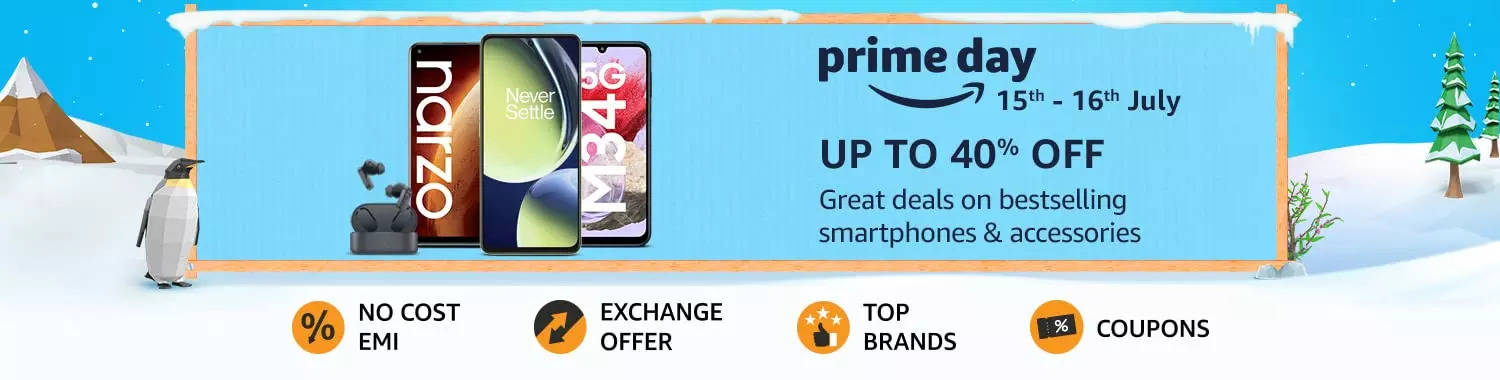 narzo
Never
Settle
M34 5G
prime day
15th - 16th July
UP TO 40% OFF
Great deals on bestselling
smartphones & accessories
% NO COST
EMI
EXCHANGE
OFFER
TOP
BRANDS
% COUPONS